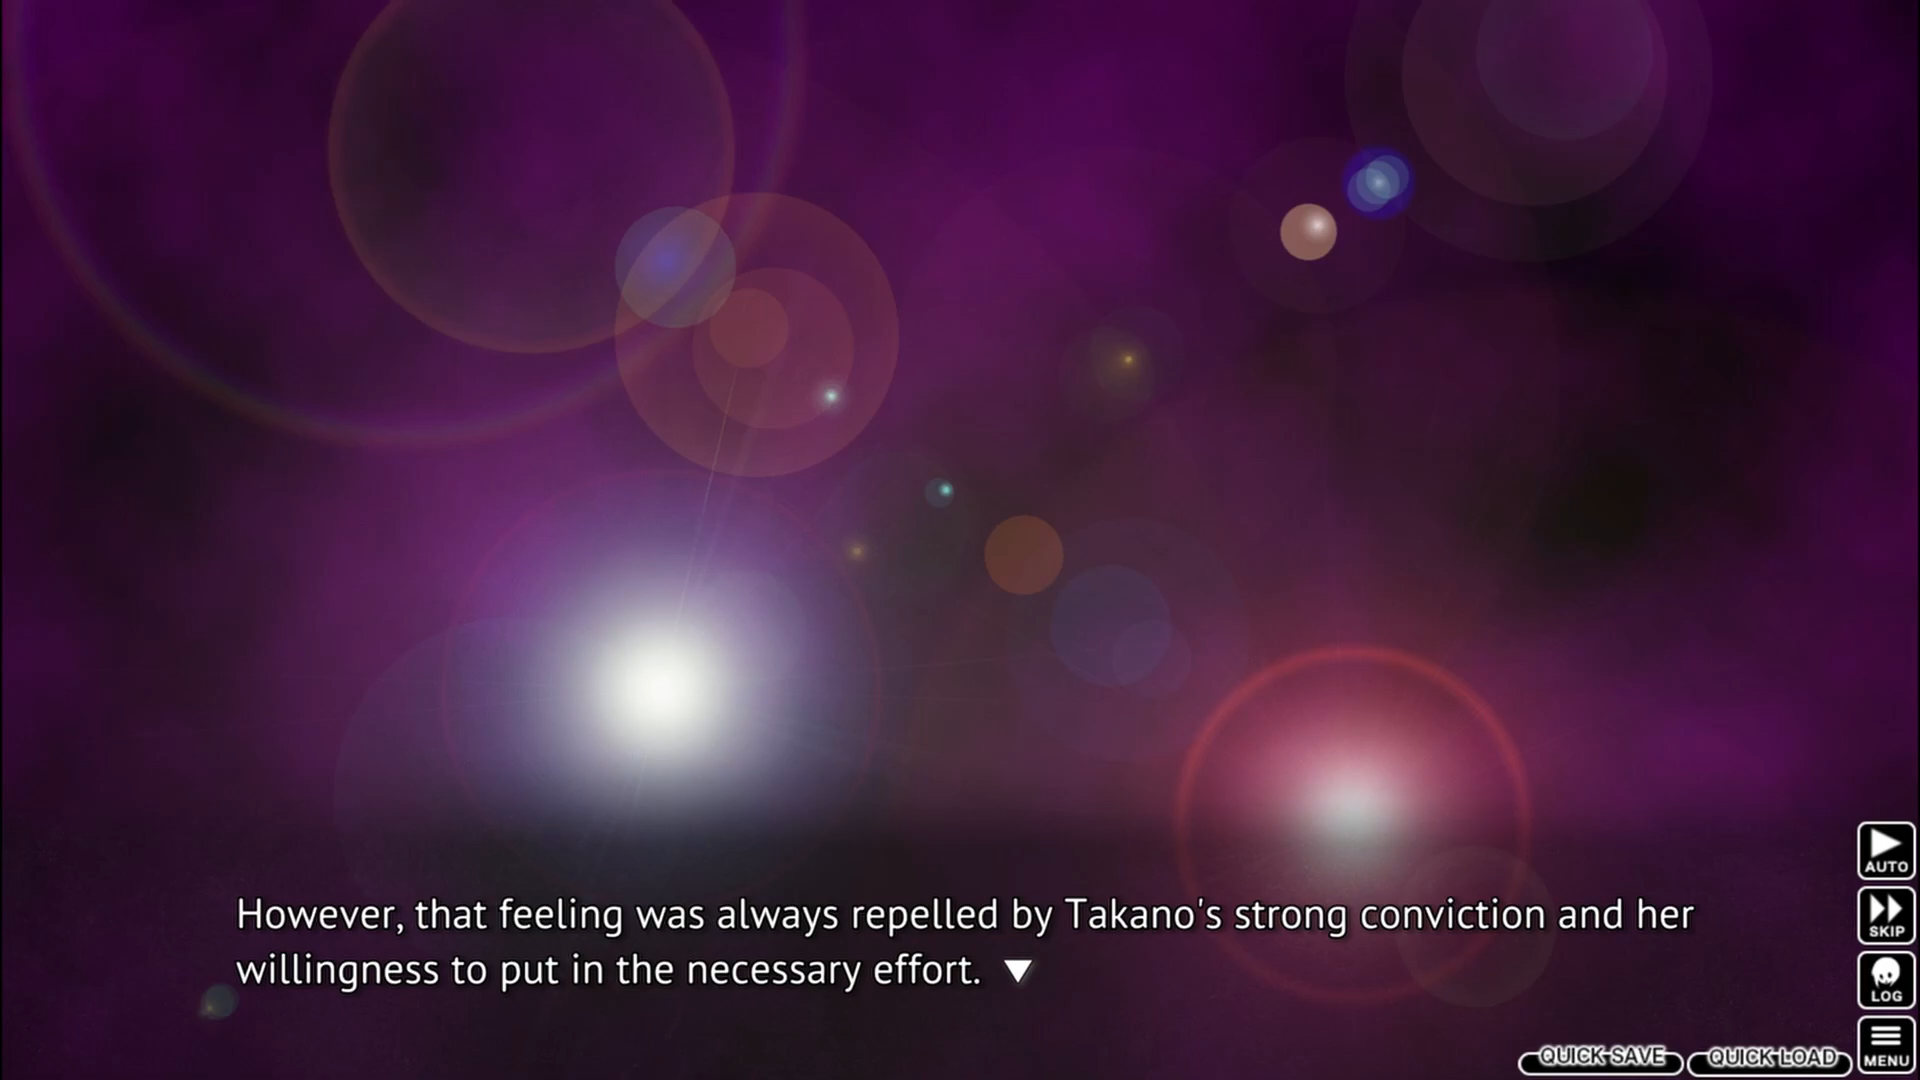 However, that feeling was always repelled by Takano's strong conviction and her
willingness to put in the necessary effort.
AUTO
SKIP
LOG
MENU
QUICK SAVE
QUICK LOAD